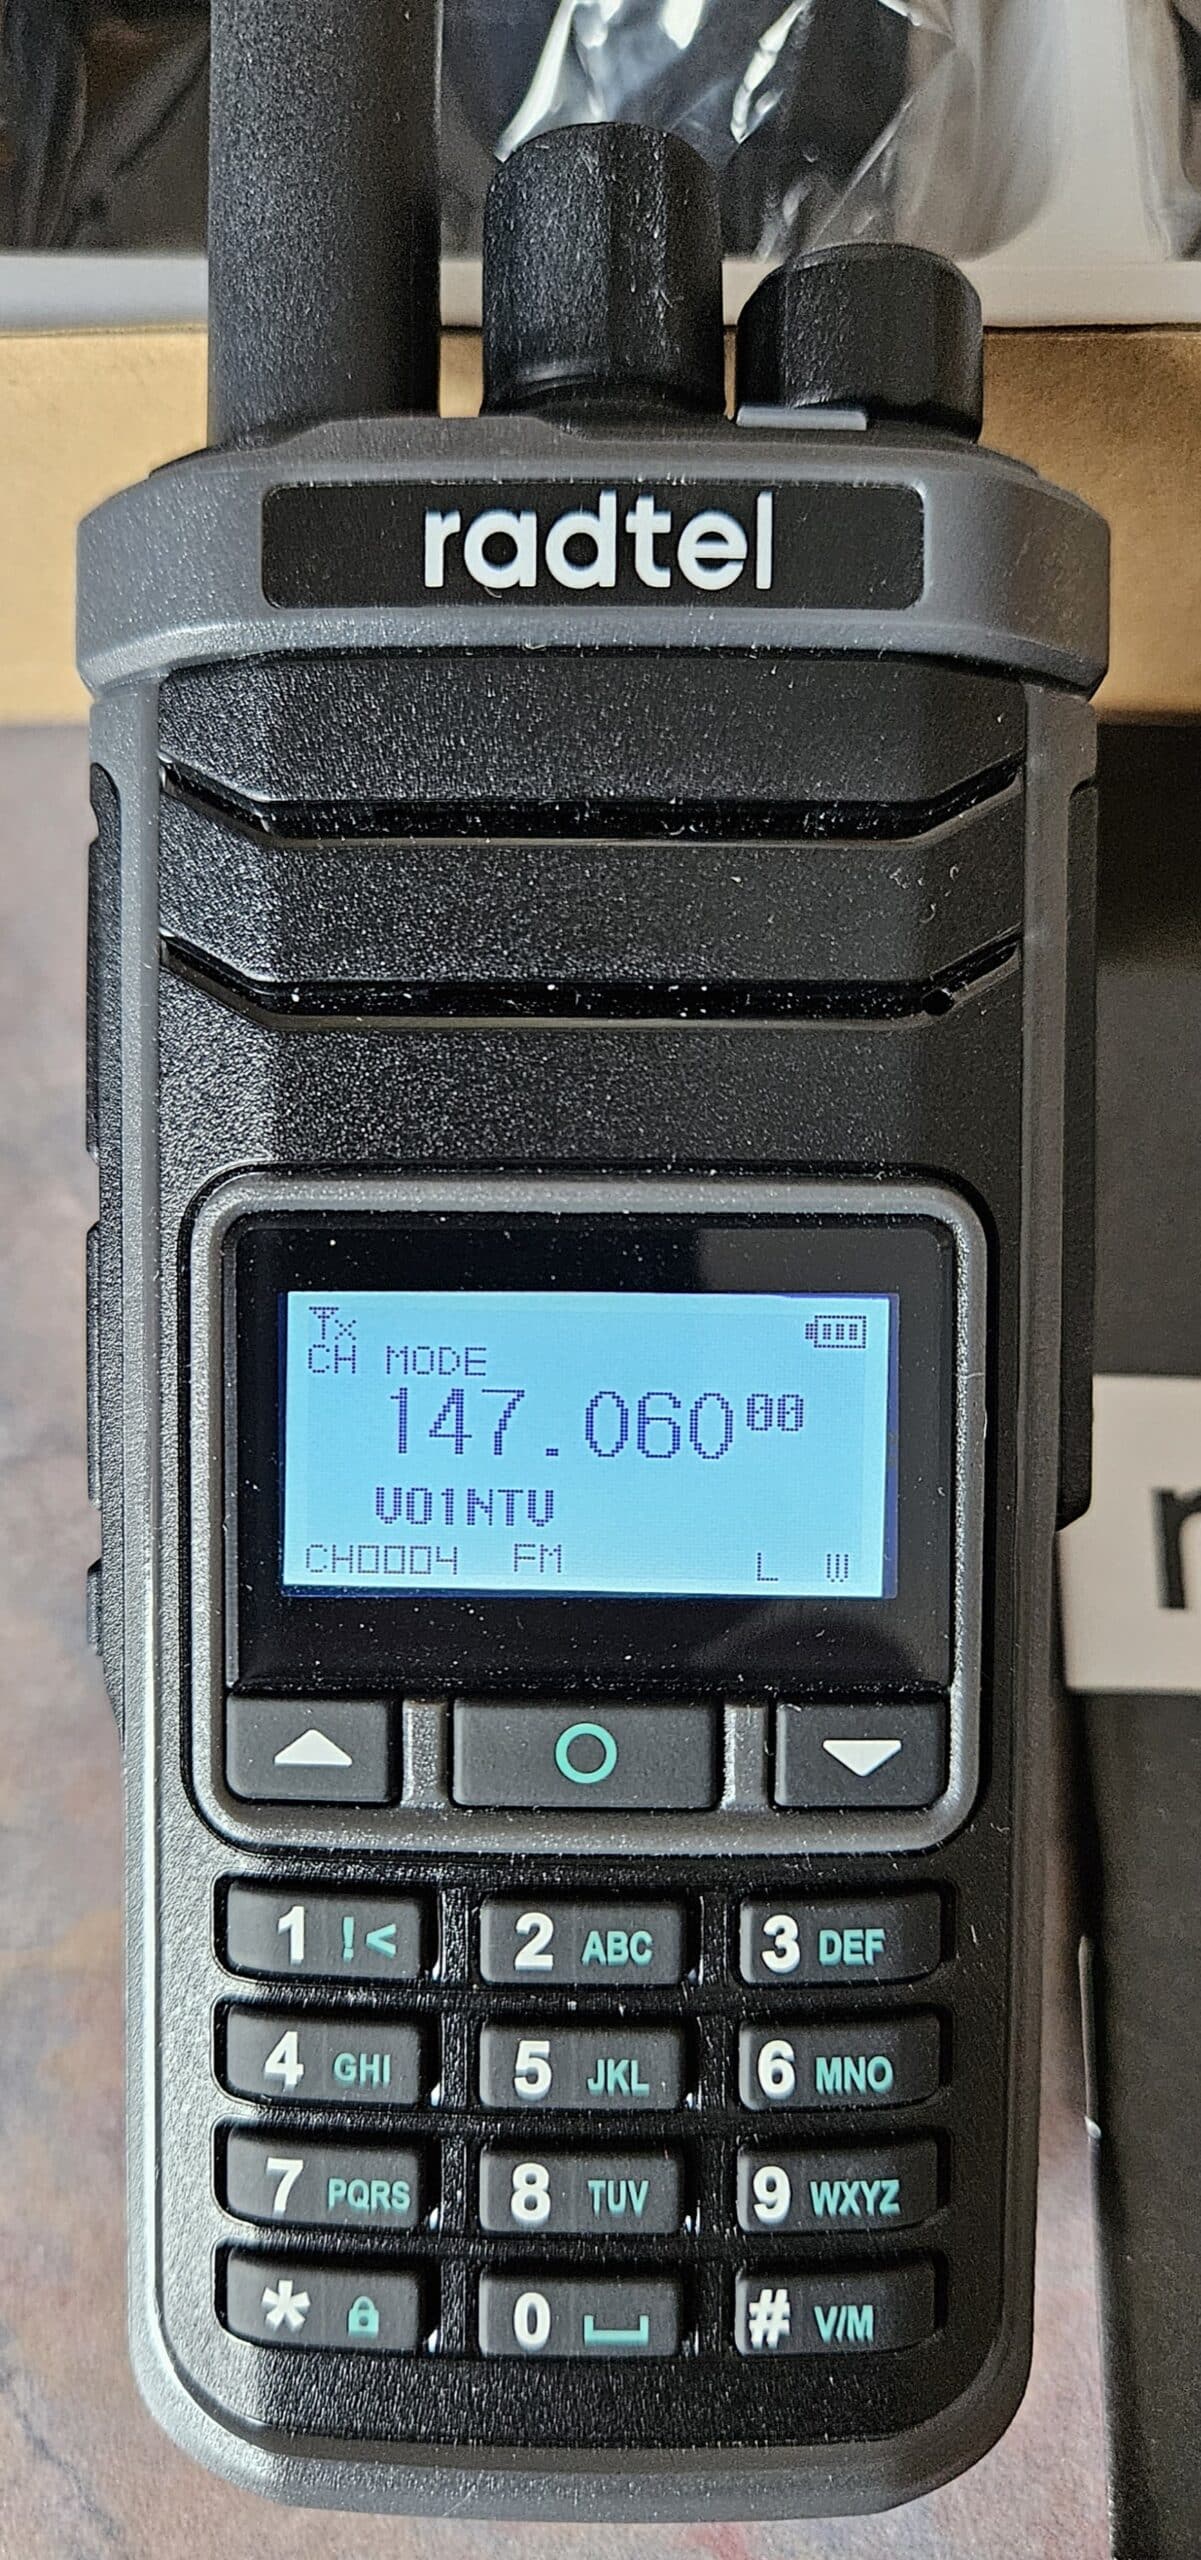 radtel
Tx
CH MODE
147.06000
VO1NTV
CH0004 FM L W
1 !< 2 ABC 3 DEF
4 GHI 5 JKL 6 MNO
7 PQRS 8 TUV 9 WXYZ
* 0 # V/M